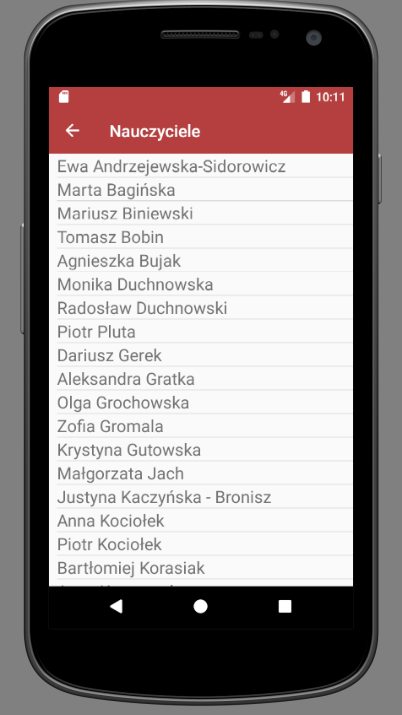 4G 10:11
Nauczyciele
Ewa Andrzejewska-Sidorowicz
Marta Bagińska
Mariusz Biniewski
Tomasz Bobin
Agnieszka Bujak
Monika Duchnowska
Radosław Duchnowski
Piotr Pluta
Dariusz Gerek
Aleksandra Gratka
Olga Grochowska
Zofia Gromala
Krystyna Gutowska
Małgorzata Jach
Justyna Kaczyńska - Bronisz
Anna Kociołek
Piotr Kociołek
Bartłomiej Korasiak